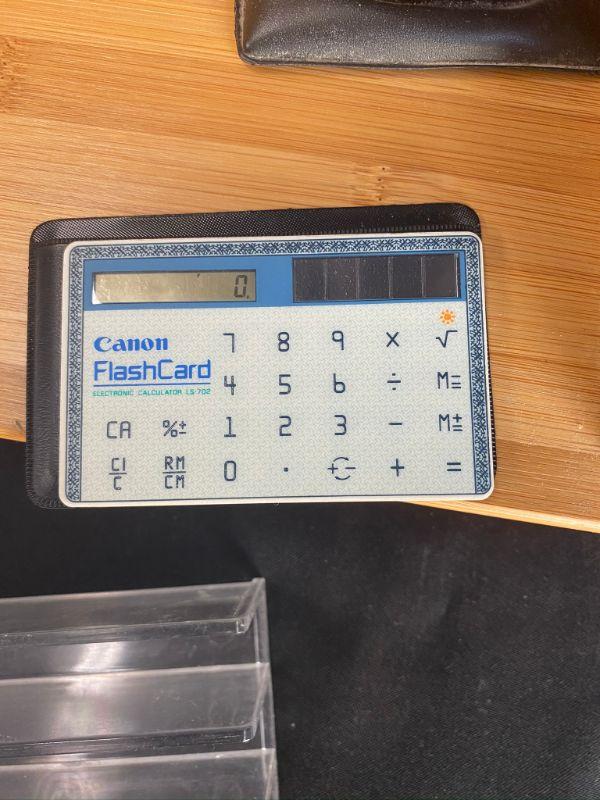 0.
Canon
FlashCard
ELECTRONIC CALCULATOR LS-702
7 8 9 × √
4 5 6 ÷ M=
CA %± 1 2 3 − M±
CI/C RM/CM 0 · +− + =